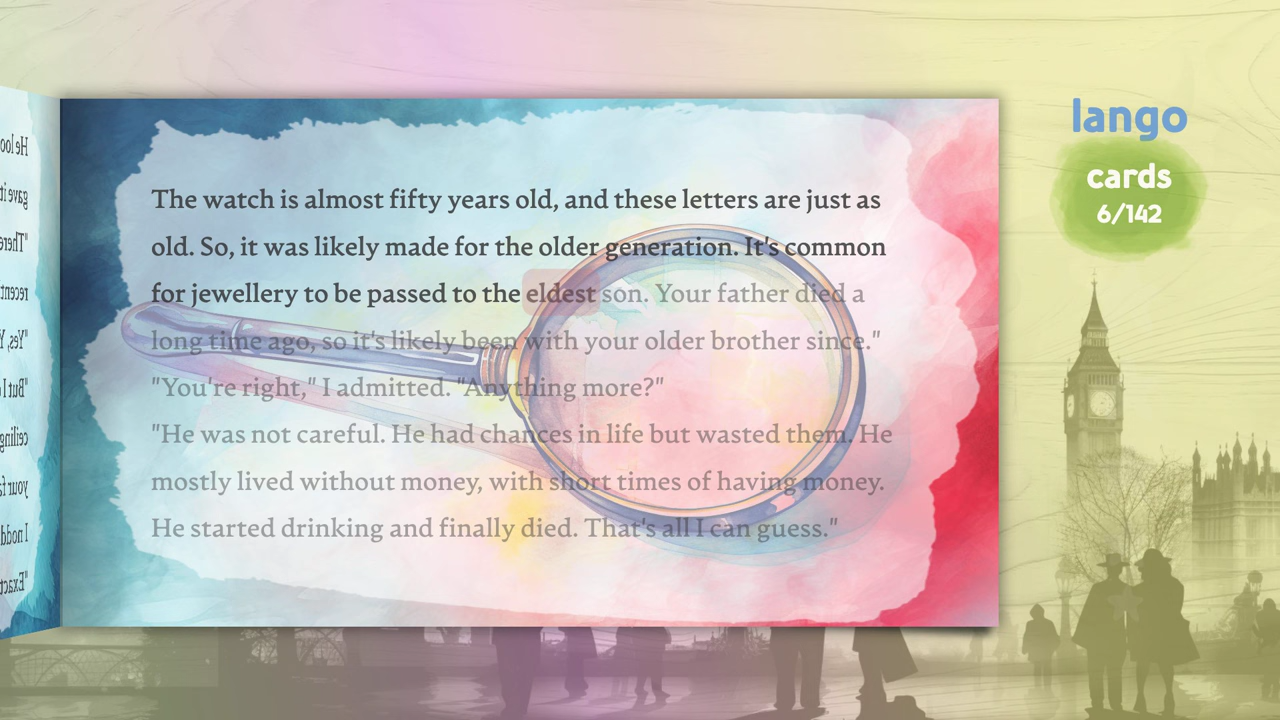 The watch is almost fifty years old, and these letters are just as
old. So, it was likely made for the older generation. It's common
for jewellery to be passed to the eldest son. Your father died a
long time ago, so it's likely been with your older brother since."
"You're right," I admitted. "Anything more?"
"He was not careful. He had chances in life but wasted them. He
mostly lived without money, with short times of having money.
He started drinking and finally died. That's all I can guess."
lango
cards
6/142